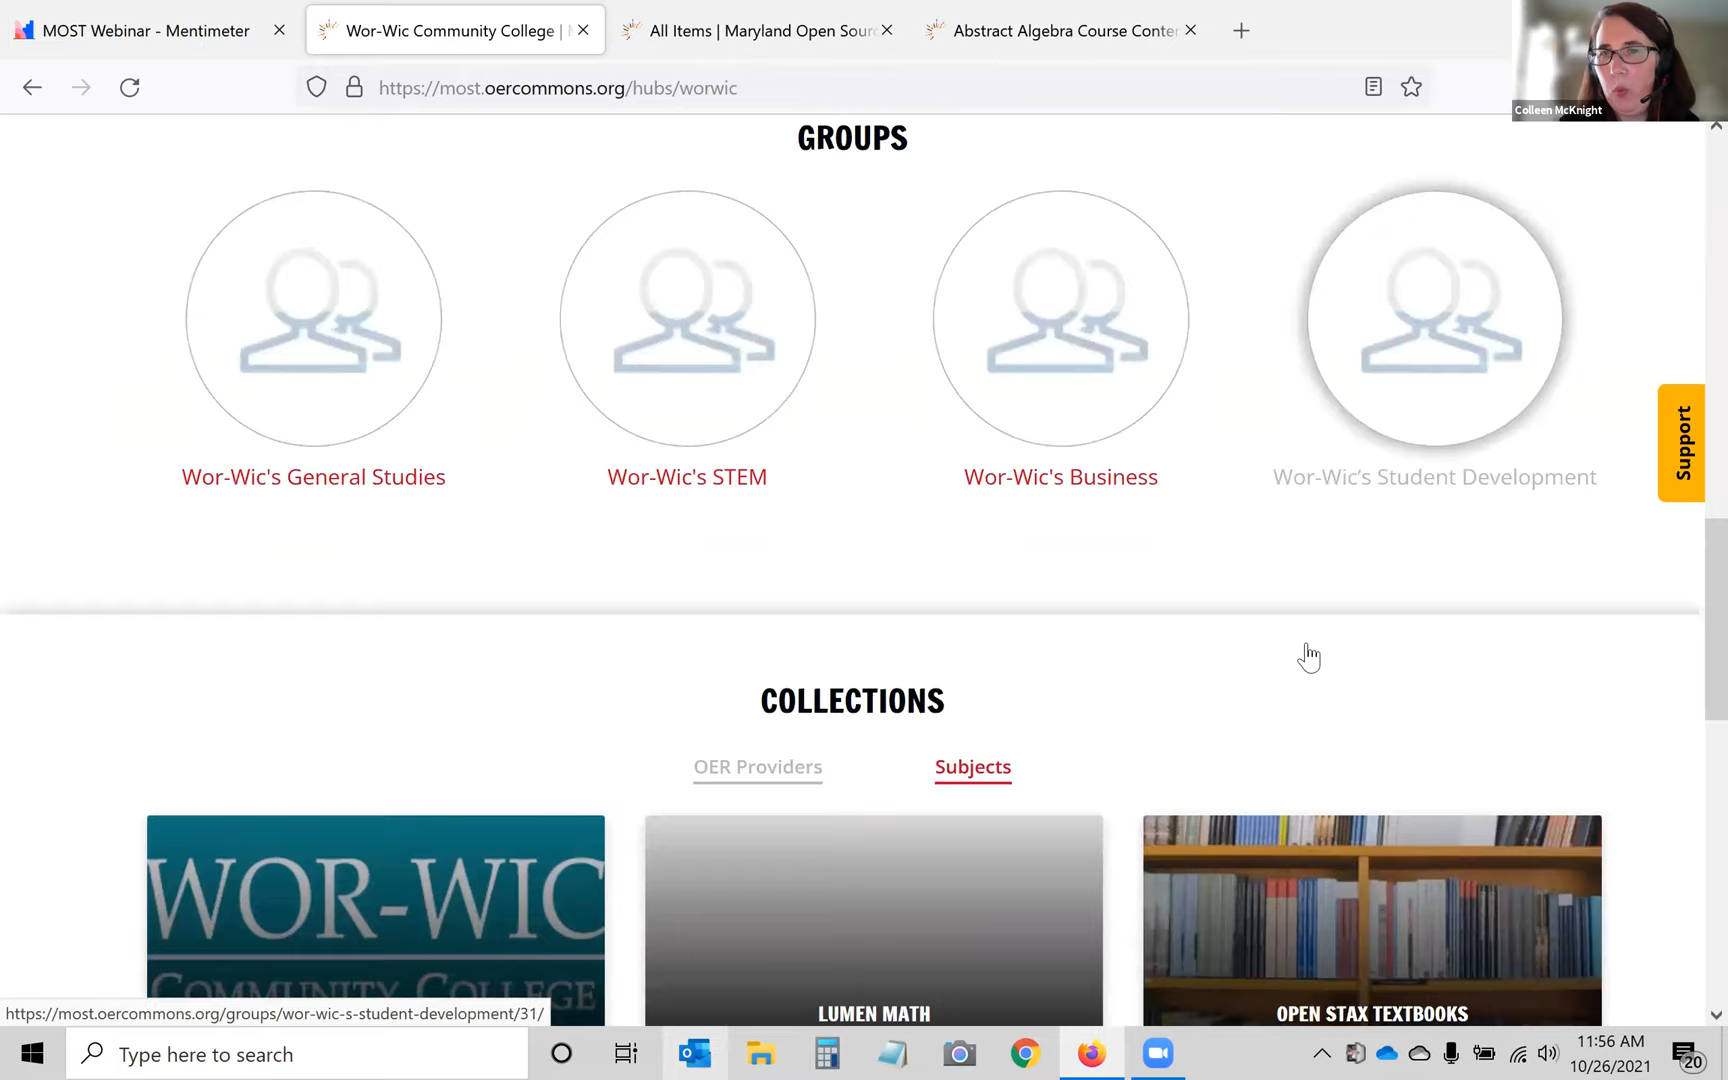 MOST Webinar - Mentimeter
Wor-Wic Community College |
All Items | Maryland Open Sour
Abstract Algebra Course Conte
https://most.oercommons.org/hubs/worwic
Colleen McKnight
GROUPS
Wor-Wic's General Studies
Wor-Wic's STEM
Wor-Wic's Business
Wor-Wic's Student Development
Support
COLLECTIONS
OER Providers
Subjects
WOR-WIC
COMMUNITY COLLEGE
LUMEN MATH
OPEN STAX TEXTBOOKS
https://most.oercommons.org/groups/wor-wic-s-student-development/31/
Type here to search
11:56 AM
10/26/2021
20